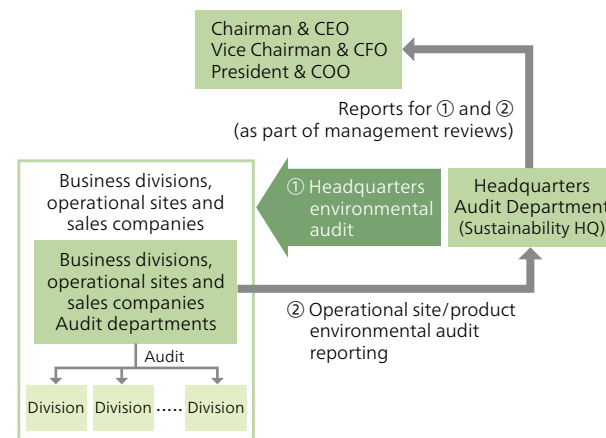 Chairman & CEO
Vice Chairman & CFO
President & COO
Reports for ① and ②
(as part of management reviews)
Business divisions,
operational sites and
sales companies
① Headquarters
environmental
audit
Headquarters
Audit Department
(Sustainability HQ)
Business divisions,
operational sites and
sales companies
Audit departments
② Operational site/product
environmental audit
reporting
Audit
Division Division ..... Division